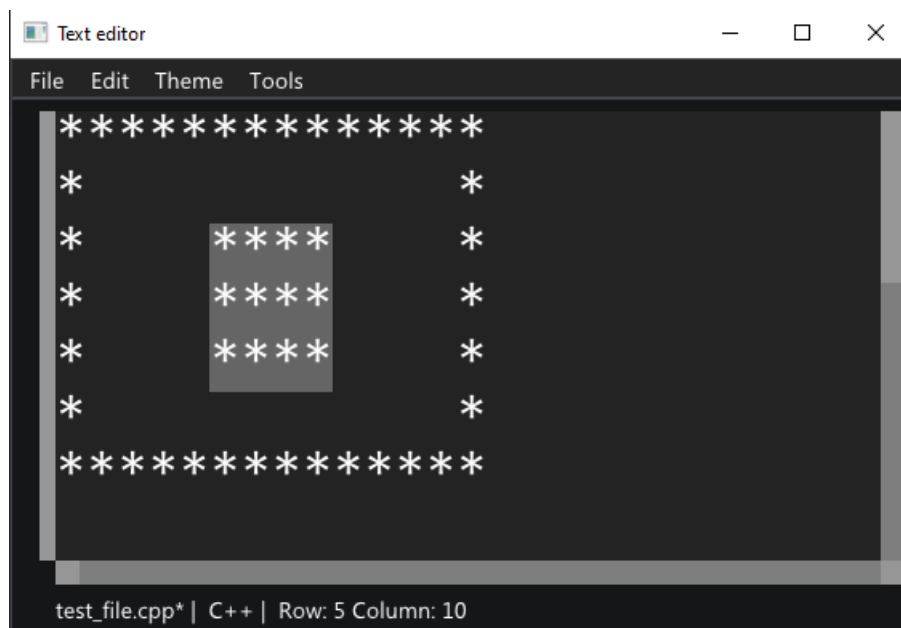 Text editor
File Edit Theme Tools
**************
*            *
*    ****    *
*    ****    *
*    ****    *
*            *
**************
test_file.cpp* | C++ | Row: 5 Column: 10